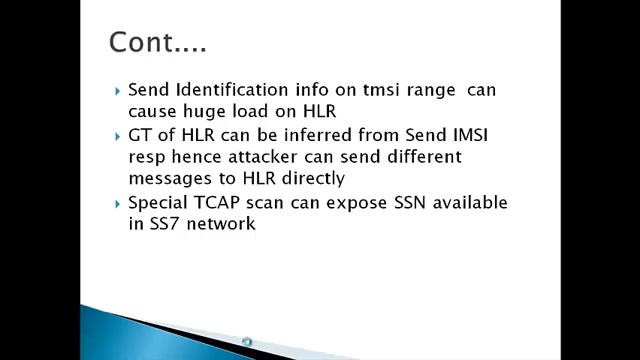 Cont....
Send Identification info on tmsi range can
cause huge load on HLR
GT of HLR can be inferred from Send IMSI
resp hence attacker can send different
messages to HLR directly
Special TCAP scan can expose SSN available
in SS7 network